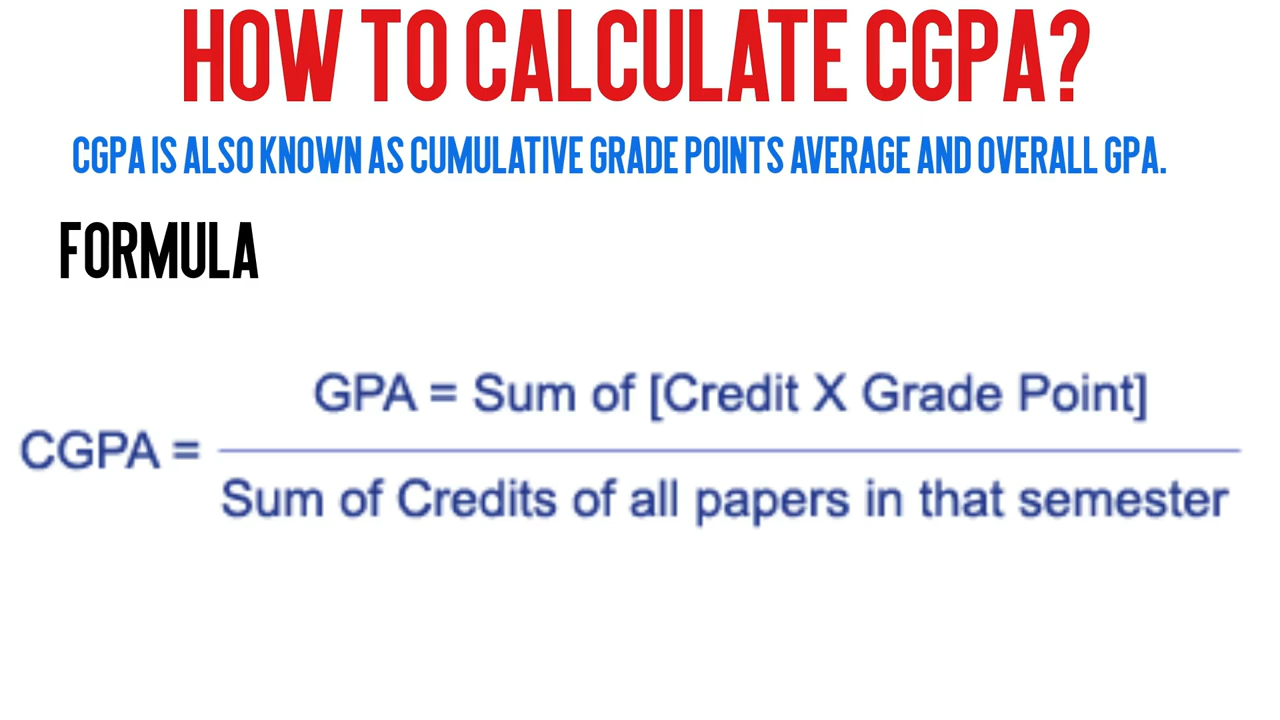 HOW TO CALCULATE CGPA?
CGPA IS ALSO KNOWN AS CUMULATIVE GRADE POINTS AVERAGE AND OVERALL GPA.
FORMULA
GPA = Sum of [Credit X Grade Point]
CGPA =
Sum of Credits of all papers in that semester